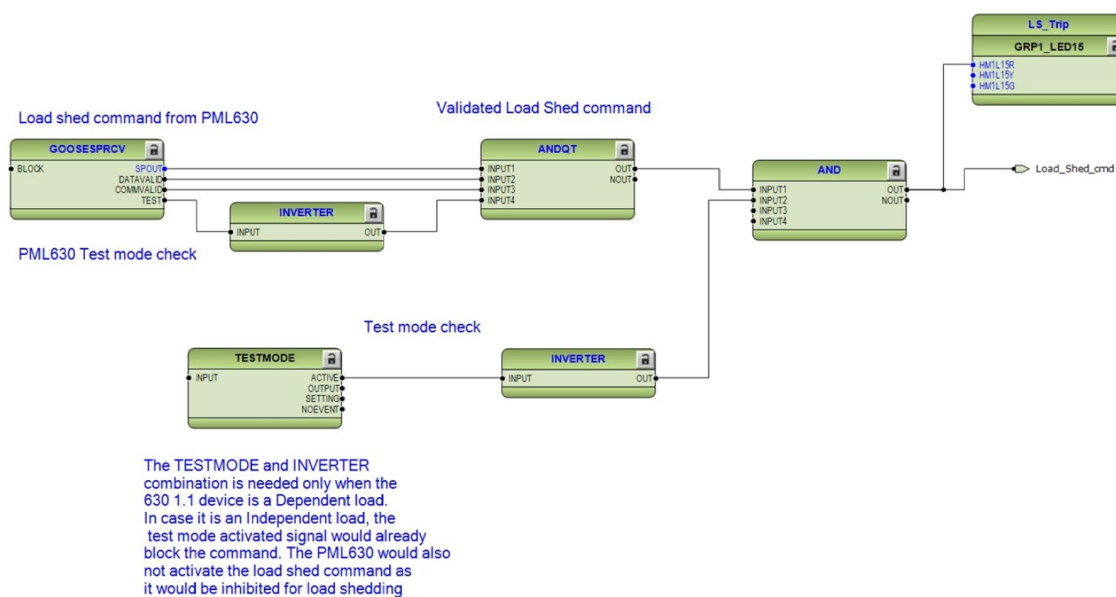 LS_Trip
GRP1_LED15
HM1L15R
HM1L15Y
HM1L15G
Load shed command from PML630
Validated Load Shed command
GOOSESPRCV
BLOCK
SPOUT
DATAVALID
COMMVALID
TEST
ANDQT
INPUT1
INPUT2
INPUT3
INPUT4
OUT
NOUT
AND
INPUT1
INPUT2
INPUT3
INPUT4
OUT
NOUT
Load_Shed_cmd
INVERTER
INPUT
OUT
PML630 Test mode check
Test mode check
TESTMODE
INPUT
ACTIVE
OUTPUT
SETTING
NOEVENT
INVERTER
INPUT
OUT
The TESTMODE and INVERTER
combination is needed only when the
630 1.1 device is a Dependent load.
In case it is an Independent load, the
test mode activated signal would already
block the command. The PML630 would also
not activate the load shed command as
it would be inhibited for load shedding